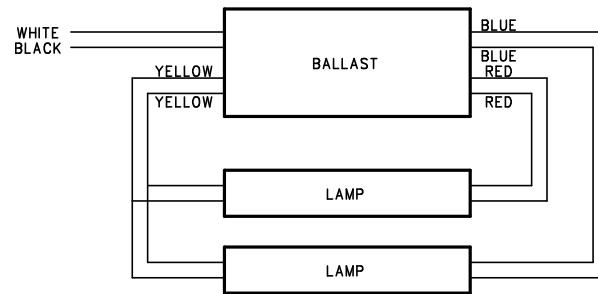 WHITE
BLACK
YELLOW
YELLOW
BALLAST
BLUE
BLUE
RED
RED
LAMP
LAMP